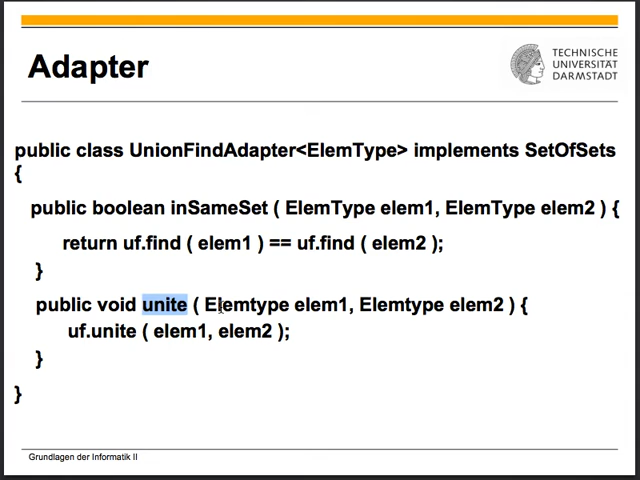 Adapter
TECHNISCHE
UNIVERSITÄT
DARMSTADT
public class UnionFindAdapter<ElemType> implements SetOfSets
{
public boolean inSameSet ( ElemType elem1, ElemType elem2 ) {
return uf.find ( elem1 ) == uf.find ( elem2 );
}
public void unite ( Elemtype elem1, Elemtype elem2 ) {
uf.unite ( elem1, elem2 );
}
}
Grundlagen der Informatik II